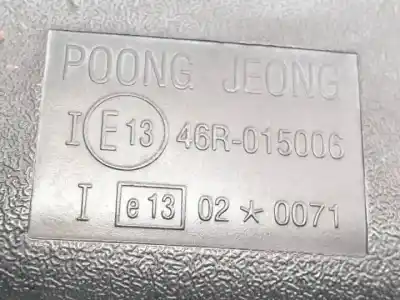 POONG JEONG
I E13 46R-015006
I e13 02 ★ 0071